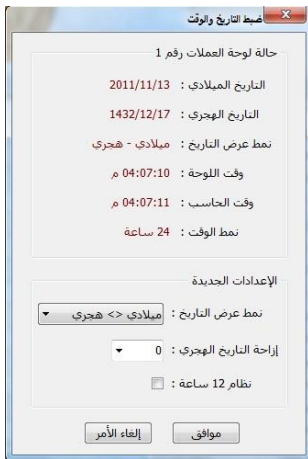 ضبط التاريخ والوقت
حالة لوحة العملات رقم 1
التاريخ الميلادي : 2011/11/13
التاريخ الهجري : 1432/12/17
نمط عرض التاريخ : ميلادي - هجري
وقت اللوحة : 04:07:10 م
وقت الحاسب : 04:07:11 م
نمط الوقت : 24 ساعة
الإعدادات الجديدة
نمط عرض التاريخ : ميلادي <> هجري
إزاحة التاريخ الهجري : 0
نظام 12 ساعة :
موافق
إلغاء الأمر